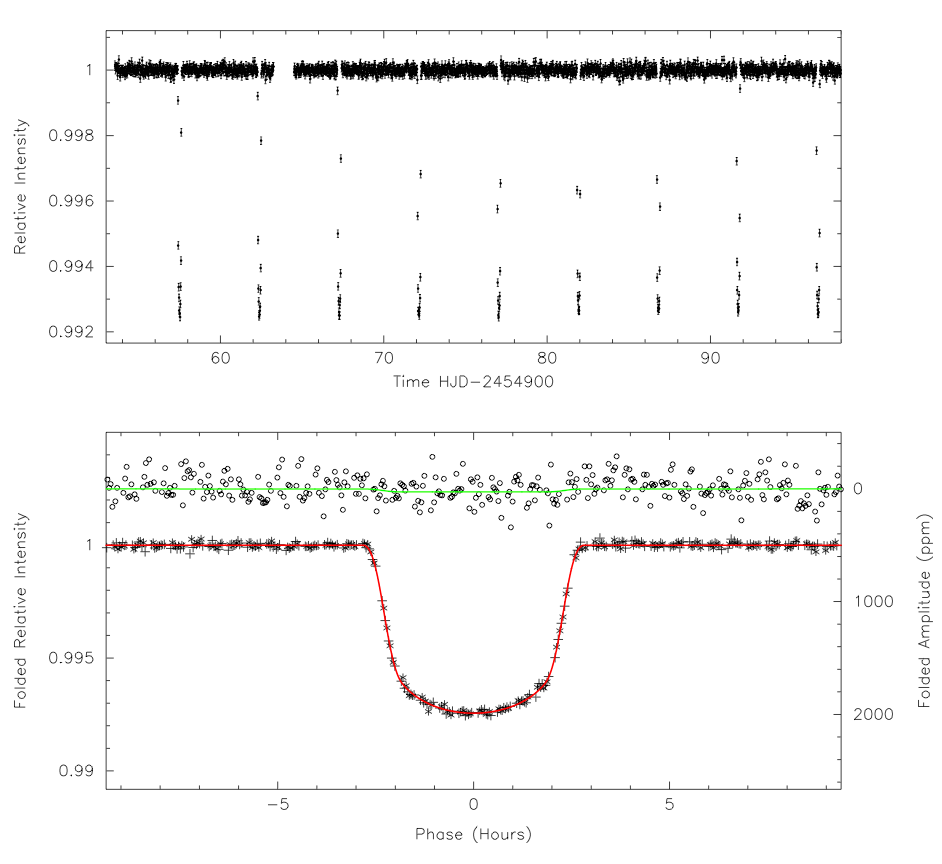 1
0.998
0.996
0.994
0.992
Relative Intensity
60 70 80 90
Time HJD−2454900
0
1
1000
0.995
2000
0.99
Folded Relative Intensity
Folded Amplitude (ppm)
−5 0 5
Phase (Hours)